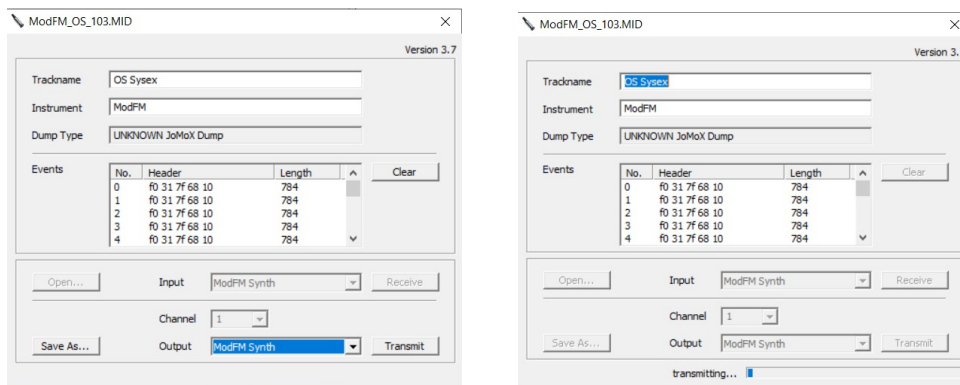 ModFM_OS_103.MID
Version 3.7
Trackname OS Sysex
Instrument ModFM
Dump Type UNKNOWN JoMoX Dump
Events No. Header Length Clear
0 f0 31 7f 68 10 784
1 f0 31 7f 68 10 784
2 f0 31 7f 68 10 784
3 f0 31 7f 68 10 784
4 f0 31 7f 68 10 784
Open... Input ModFM Synth Receive
Channel 1
Save As... Output ModFM Synth Transmit
ModFM_OS_103.MID
Version 3.
Trackname OS Sysex
Instrument ModFM
Dump Type UNKNOWN JoMoX Dump
Events No. Header Length Clear
0 f0 31 7f 68 10 784
1 f0 31 7f 68 10 784
2 f0 31 7f 68 10 784
3 f0 31 7f 68 10 784
4 f0 31 7f 68 10 784
Open... Input ModFM Synth Receive
Channel 1
Save As... Output ModFM Synth Transmit
transmitting...